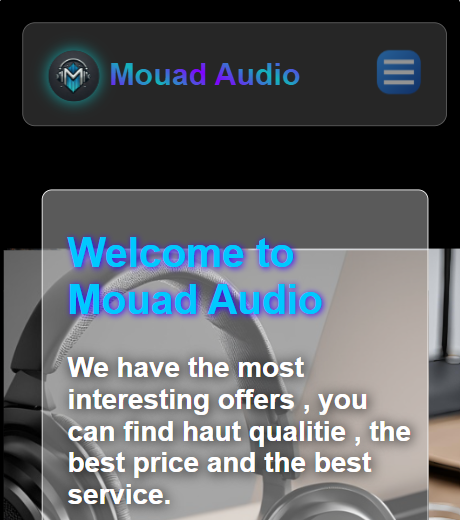 Mouad Audio
Welcome to
Mouad Audio
We have the most
interesting offers , you
can find haut qualitie , the
best price and the best
service.